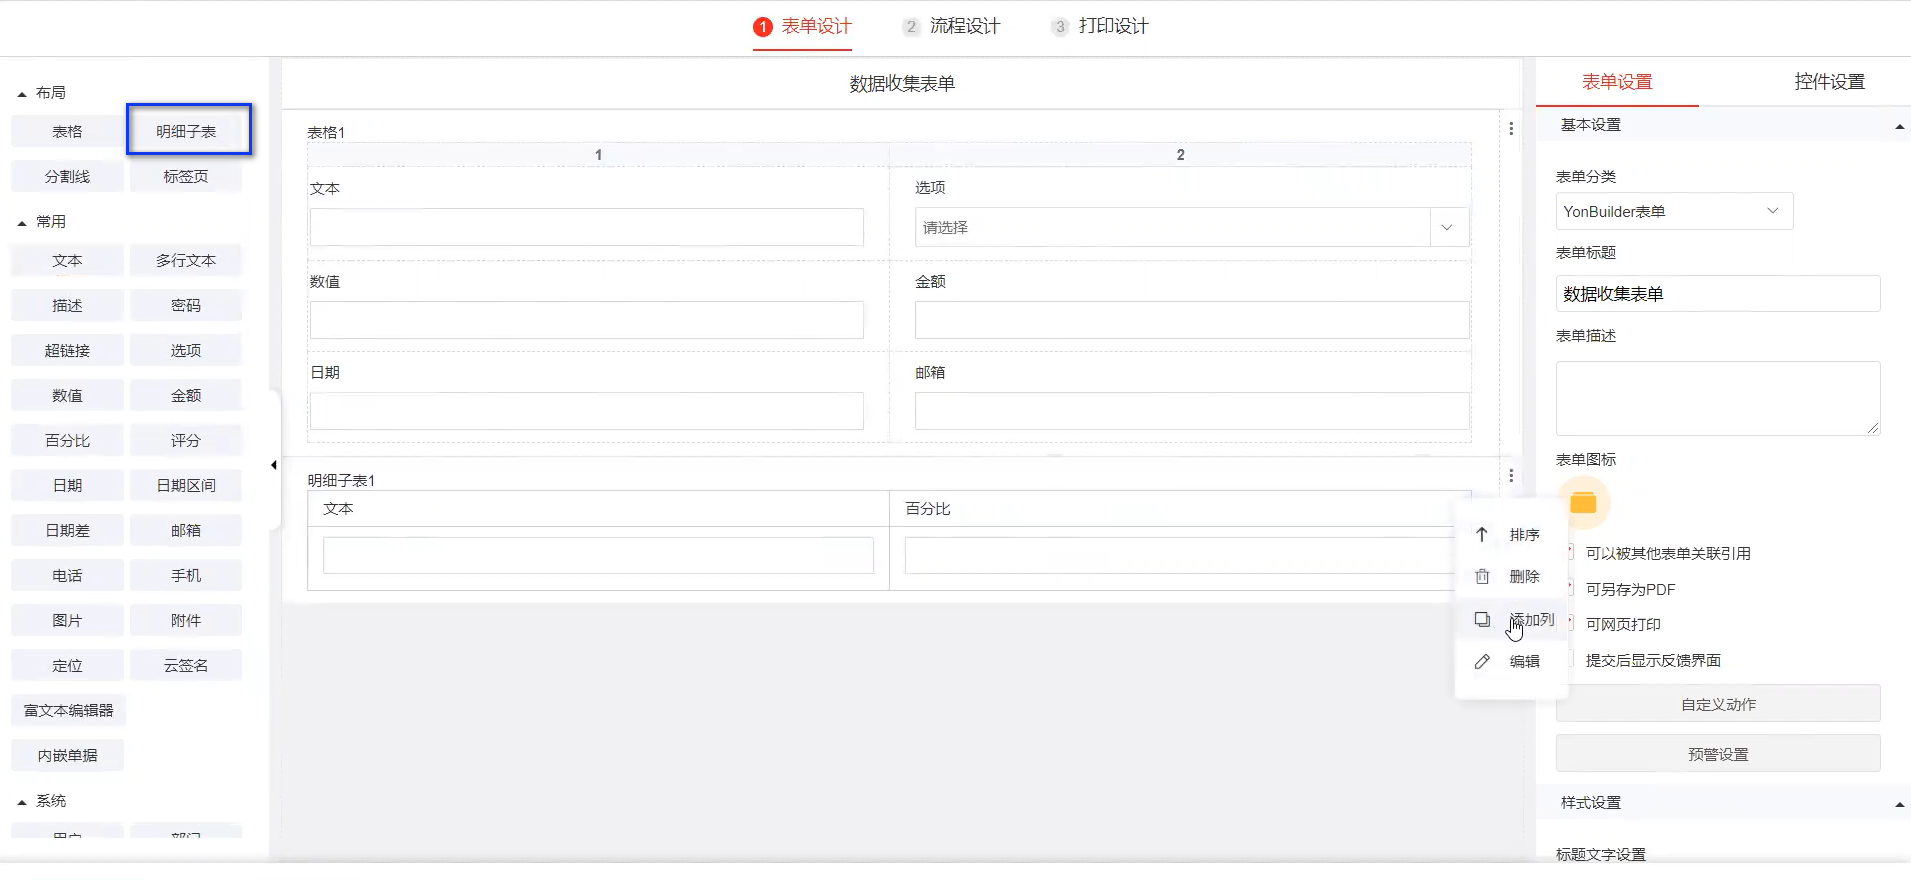 1 表单设计
2 流程设计
3 打印设计
布局
表格 明细子表
分割线 标签页
常用
文本 多行文本
描述 密码
超链接 选项
数值 金额
百分比 评分
日期 日期区间
日期差 邮箱
电话 手机
图片 附件
定位 云签名
富文本编辑器
内嵌单据
系统
用户 部门
数据收集表单
表格1
1 2
文本 选项
请选择
数值 金额
日期 邮箱
明细子表1
文本 百分比
排序
删除
添加列
编辑
表单设置 控件设置
基本设置
表单分类
YonBuilder表单
表单标题
数据收集表单
表单描述
表单图标
可以被其他表单关联引用
可另存为PDF
可网页打印
提交后显示反馈界面
自定义动作
预警设置
样式设置
标题文字设置